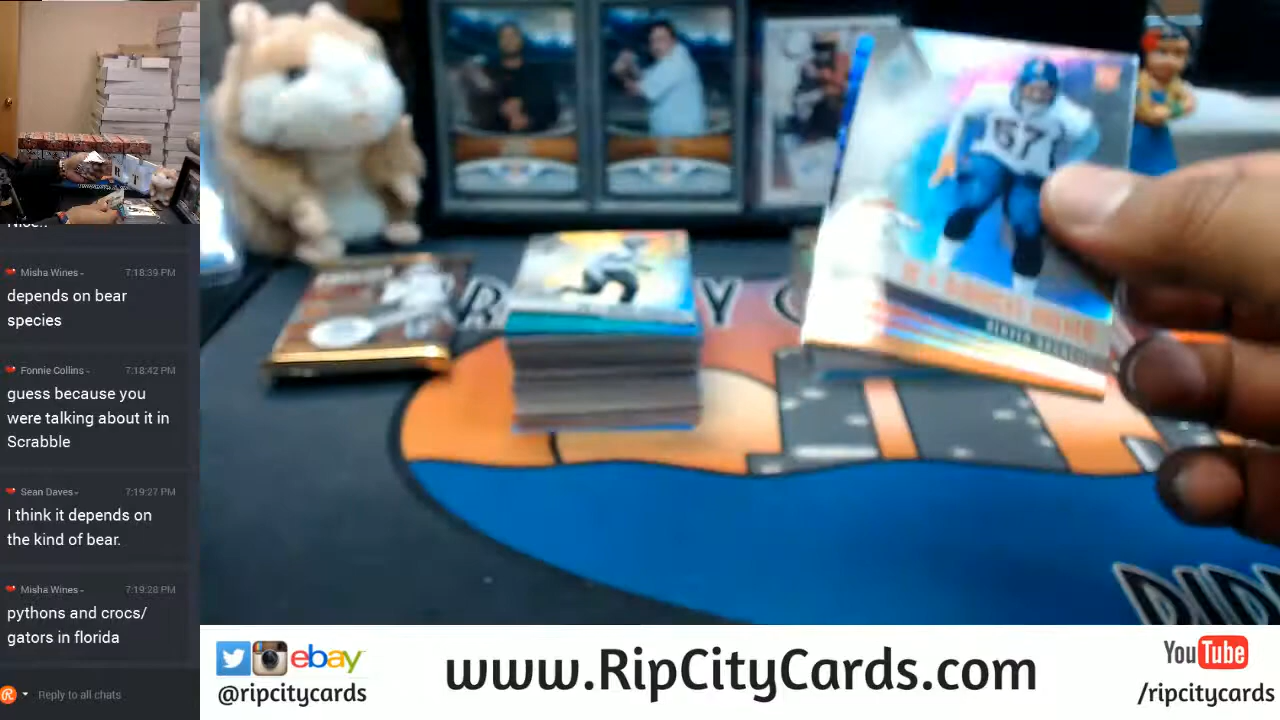 Nice..
Misha Wines- 7:18:39 PM
depends on bear
species
Fonnie Collins- 7:18:42 PM
guess because you
were talking about it in
Scrabble
Sean Daves- 7:19:27 PM
I think it depends on
the kind of bear.
Misha Wines- 7:19:28 PM
pythons and crocs/
gators in florida
Reply to all chats
57
ebay
@ripcitycards
www.RipCityCards.com
YouTube
/ripcitycards